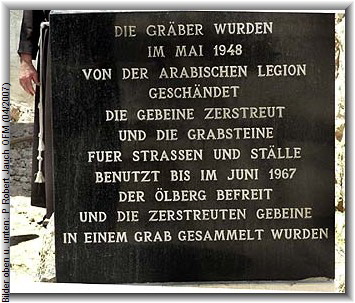 DIE GRÄBER WURDEN
IM MAI 1948
VON DER ARABISCHEN LEGION
GESCHÄNDET
DIE GEBEINE ZERSTREUT
UND DIE GRABSTEINE
FUER STRASSEN UND STÄLLE
BENUTZT BIS IM JUNI 1967
DER ÖLBERG BEFREIT
UND DIE ZERSTREUTEN GEBEINE
IN EINEM GRAB GESAMMELT WURDEN
Bilder oben u. unten: P. Robert Jauch OFM (04/2007)